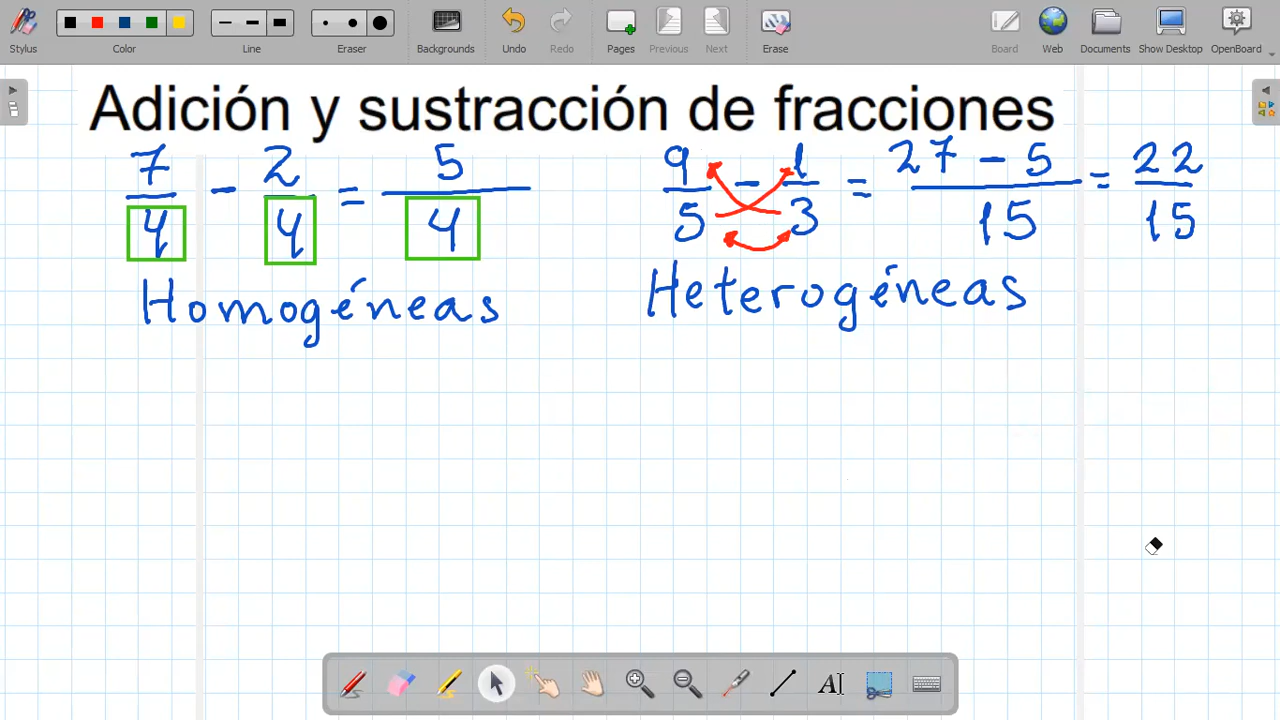 Stylus Color Line Eraser Backgrounds Undo Redo Pages Previous Next Erase Board Web Documents Show Desktop OpenBoard
Adición y sustracción de fracciones
7/4 - 2/4 = 5/4
Homogéneas
9/5 - 1/3 = 27 - 5/15 = 22/15
Heterogéneas